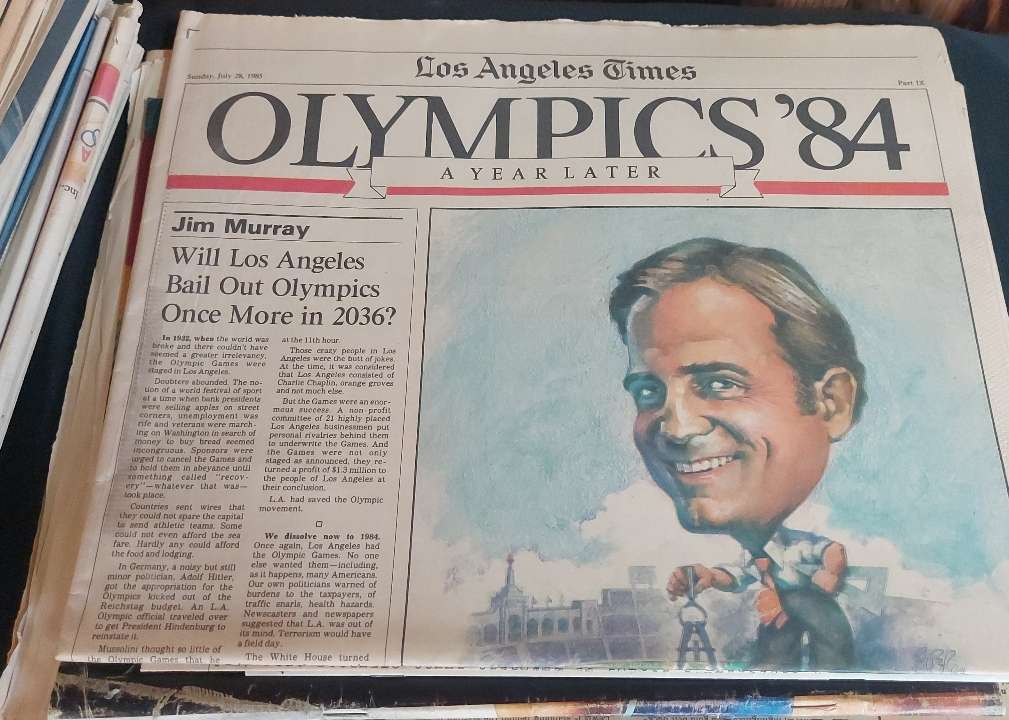 Los Angeles Times
Sunday, July 28, 1985
Part IX
OLYMPICS '84
A YEAR LATER
Jim Murray
Will Los Angeles
Bail Out Olympics
Once More in 2036?
In 1932, when the world was
broke and there couldn't have
seemed a greater irrelevancy,
the Olympic Games were
staged in Los Angeles.
Doubters abounded. The no-
tion of a world festival of sport
at a time when bank presidents
were selling apples on street
corners, unemployment was
rife and veterans were march-
ing on Washington in search of
money to buy bread seemed
incongruous. Sponsors were
urged to cancel the Games and
to hold them in abeyance until
something called "recov-
ery"—whatever that was—
took place.
Countries sent wires that
they could not spare the capital
to send athletic teams. Some
could not even afford the sea
fare. Hardly any could afford
the food and lodging.
In Germany, a noisy but still
minor politician, Adolf Hitler,
got the appropriation for the
Olympics kicked out of the
Reichstag budget. An L.A.
Olympic official traveled over
to get President Hindenburg to
reinstate it.
Mussolini thought so little of
the Olympic Games that he
at the 11th hour.
Those crazy people in Los
Angeles were the butt of jokes.
At the time, it was considered
that Los Angeles consisted of
Charlie Chaplin, orange groves
and not much else.
But the Games were an enor-
mous success. A non-profit
committee of 21 highly placed
Los Angeles businessmen put
personal rivalries behind them
to underwrite the Games. And
the Games were not only
staged as announced, they re-
turned a profit of $1.3 million to
the people of Los Angeles at
their conclusion.
L.A. had saved the Olympic
movement.
We dissolve now to 1984.
Once again, Los Angeles had
the Olympic Games. No one
else wanted them—including,
as it happens, many Americans.
Our own politicians warned of
burdens to the taxpayers, of
traffic snarls, health hazards.
Newscasters and newspapers
suggested that L.A. was out of
its mind. Terrorism would have
a field day.
The White House turned